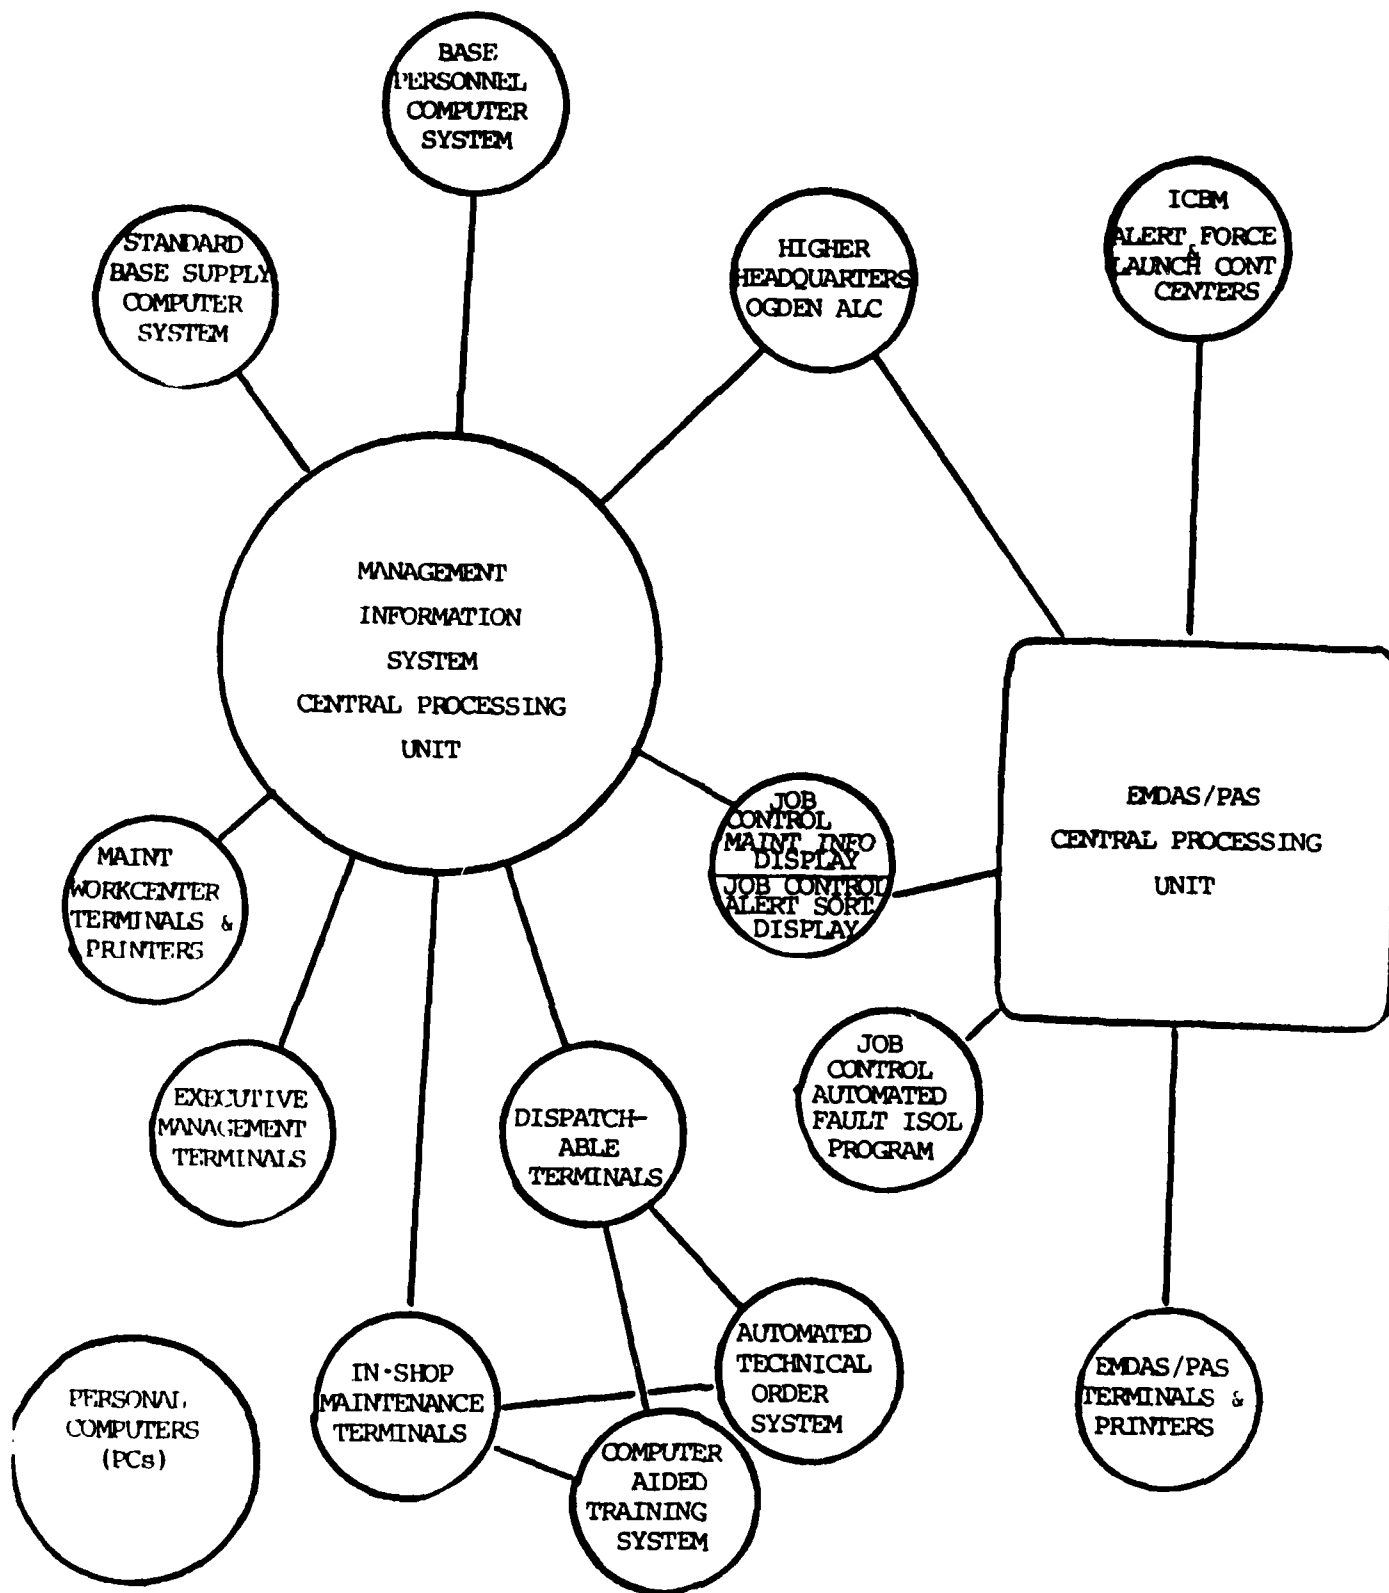 BASE
PERSONNEL
COMPUTER
SYSTEM
STANDARD
BASE SUPPLY
COMPUTER
SYSTEM
HIGHER
HEADQUARTERS
OGDEN ALC
ICBM
ALERT FORCE
&
LAUNCH CONT
CENTERS
MANAGEMENT
INFORMATION
SYSTEM
CENTRAL PROCESSING
UNIT
EMDAS/PAS
CENTRAL PROCESSING
UNIT
JOB
CONTROL
MAINT INFO
DISPLAY
JOB CONTROL
ALERT SORT
DISPLAY
MAINT
WORKCENTER
TERMINALS &
PRINTERS
EXECUTIVE
MANAGEMENT
TERMINALS
DISPATCH-
ABLE
TERMINALS
JOB
CONTROL
AUTOMATED
FAULT ISOL
PROGRAM
IN-SHOP
MAINTENANCE
TERMINALS
AUTOMATED
TECHNICAL
ORDER
SYSTEM
COMPUTER
AIDED
TRAINING
SYSTEM
EMDAS/PAS
TERMINALS &
PRINTERS
PERSONAL
COMPUTERS
(PCs)